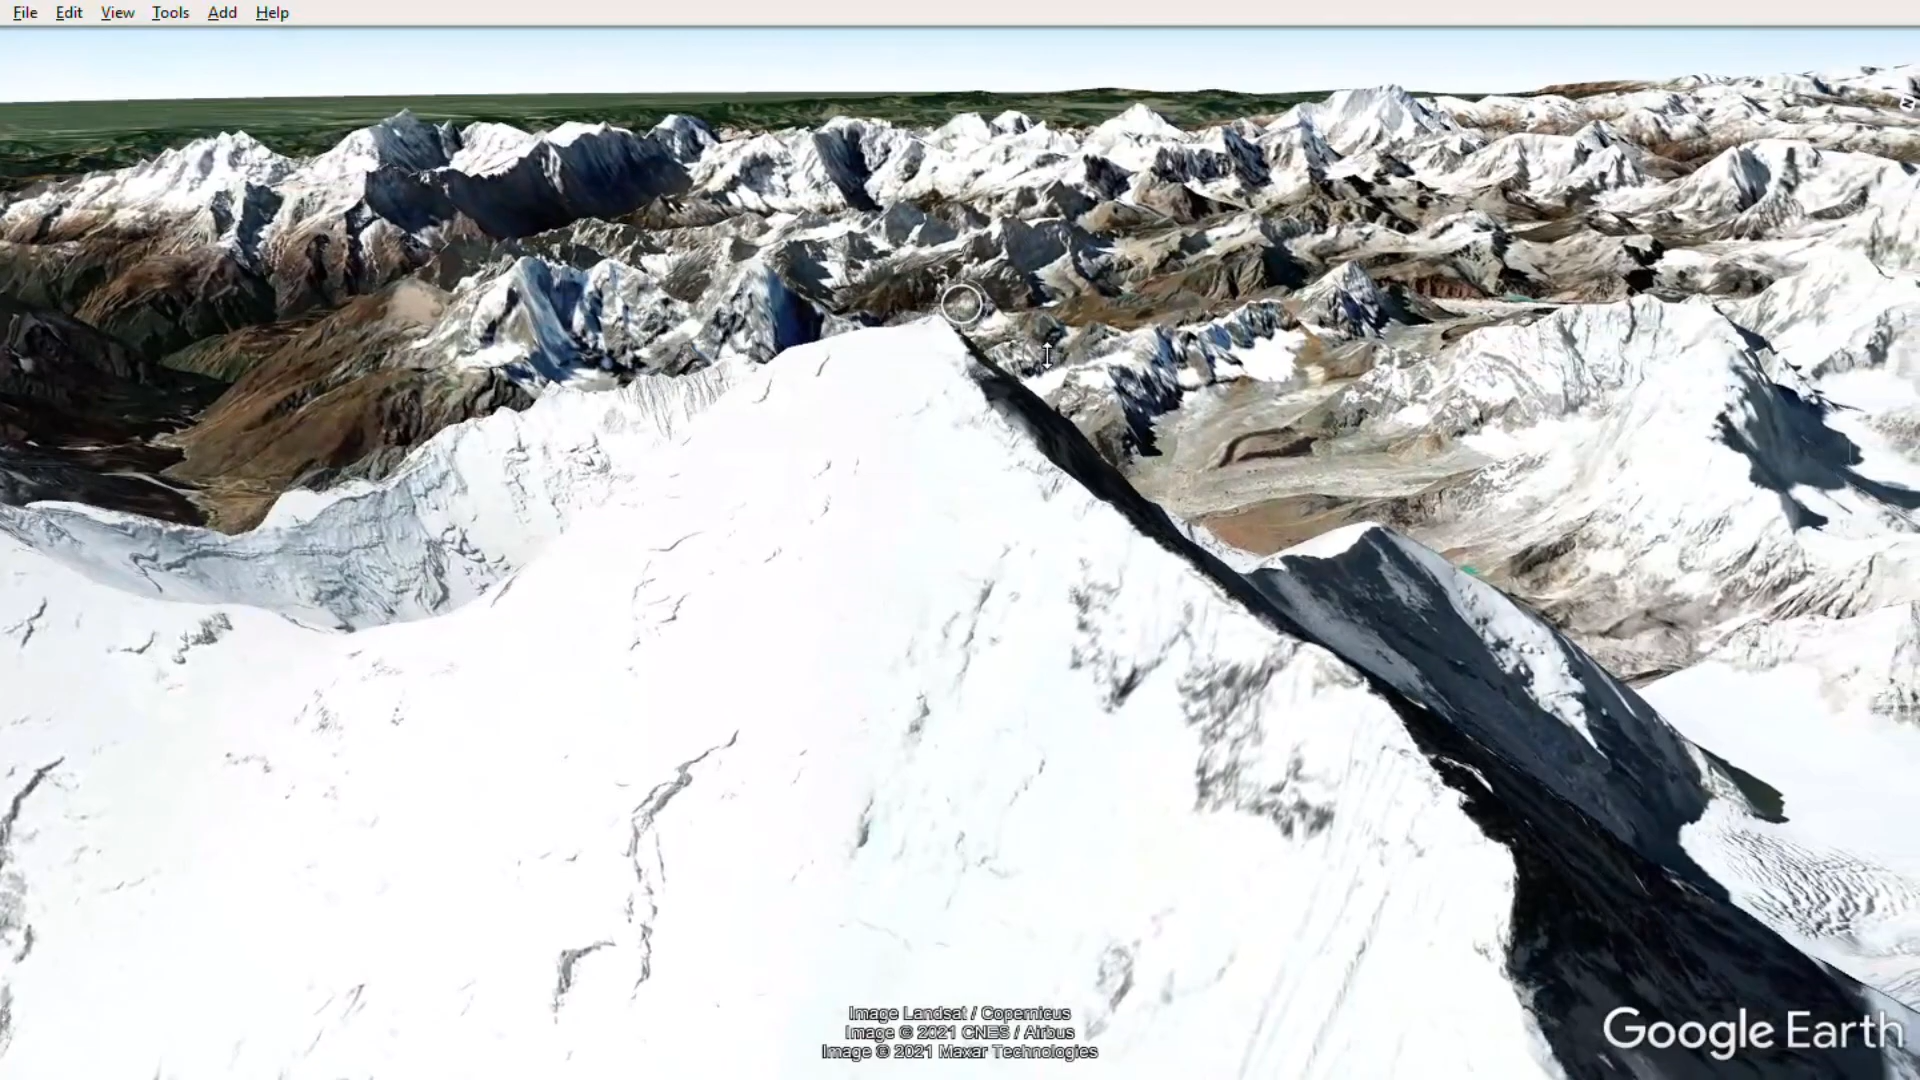 File Edit View Tools Add Help
N
Image Landsat / Copernicus
Image © 2021 CNES / Airbus
Image © 2021 Maxar Technologies
Google Earth